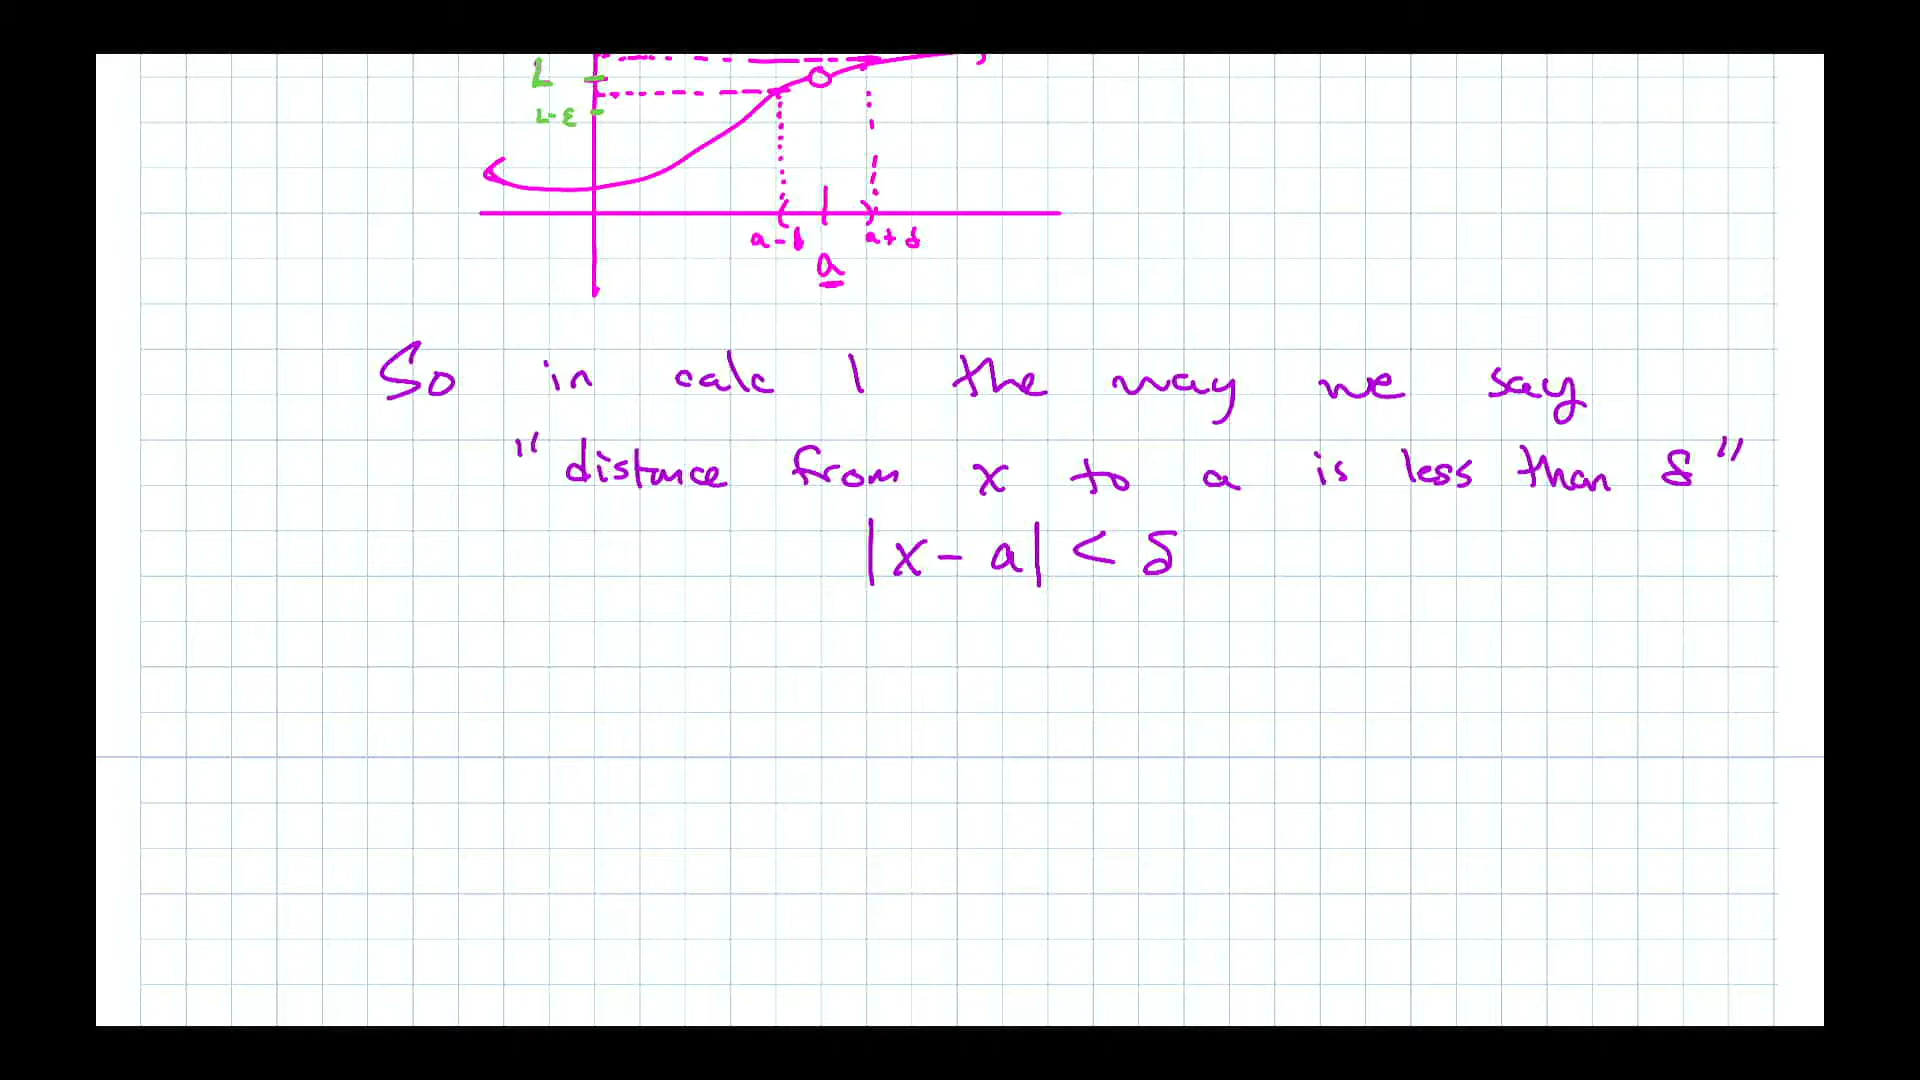 L
L-ε
a-δ a+δ
a
So in calc 1 the way we say
"distance from x to a is less than δ"
|x-a| < δ